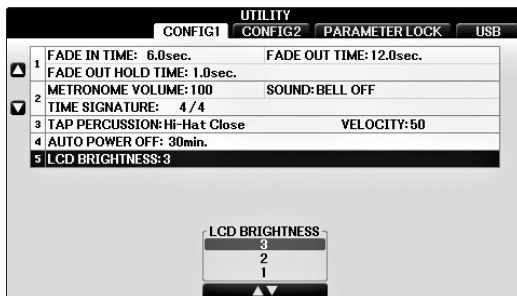 UTILITY
CONFIG1 CONFIG2 PARAMETER LOCK USB
1 FADE IN TIME: 6.0sec. FADE OUT TIME:12.0sec.
FADE OUT HOLD TIME: 1.0sec.
2 METRONOME VOLUME:100 SOUND:BELL OFF
TIME SIGNATURE: 4/4
3 TAP PERCUSSION:Hi-Hat Close VELOCITY:50
4 AUTO POWER OFF: 30min.
5 LCD BRIGHTNESS:3
LCD BRIGHTNESS
3
2
1